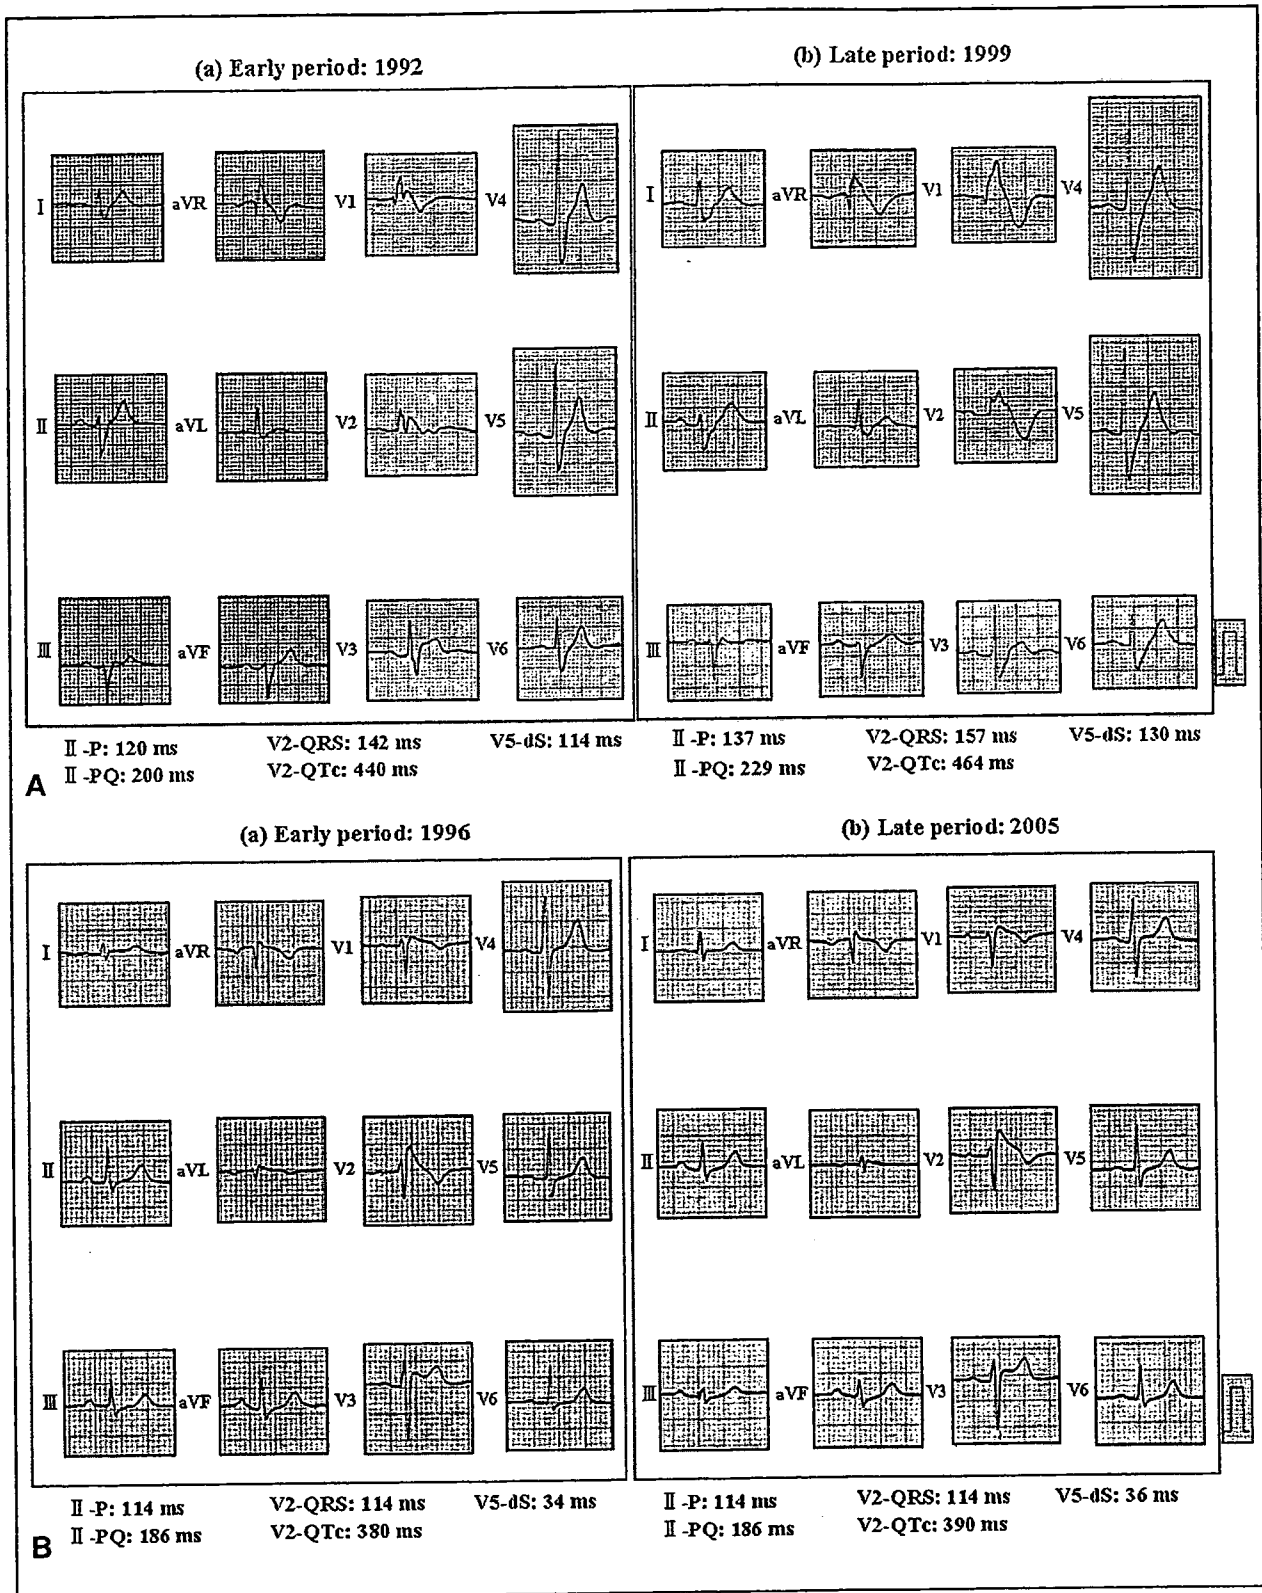 (a) Early period: 1992
(b) Late period: 1999
I aVR V1 V4
I aVR V1 V4
II aVL V2 V5
II aVL V2 V5
III aVF V3 V6
III aVF V3 V6
II -P: 120 ms V2-QRS: 142 ms V5-dS: 114 ms
II -PQ: 200 ms V2-QTc: 440 ms
II -P: 137 ms V2-QRS: 157 ms V5-dS: 130 ms
II -PQ: 229 ms V2-QTc: 464 ms
A
(a) Early period: 1996
(b) Late period: 2005
I aVR V1 V4
I aVR V1 V4
II aVL V2 V5
II aVL V2 V5
III aVF V3 V6
III aVF V3 V6
II -P: 114 ms V2-QRS: 114 ms V5-dS: 34 ms
II -PQ: 186 ms V2-QTc: 380 ms
II -P: 114 ms V2-QRS: 114 ms V5-dS: 36 ms
II -PQ: 186 ms V2-QTc: 390 ms
B